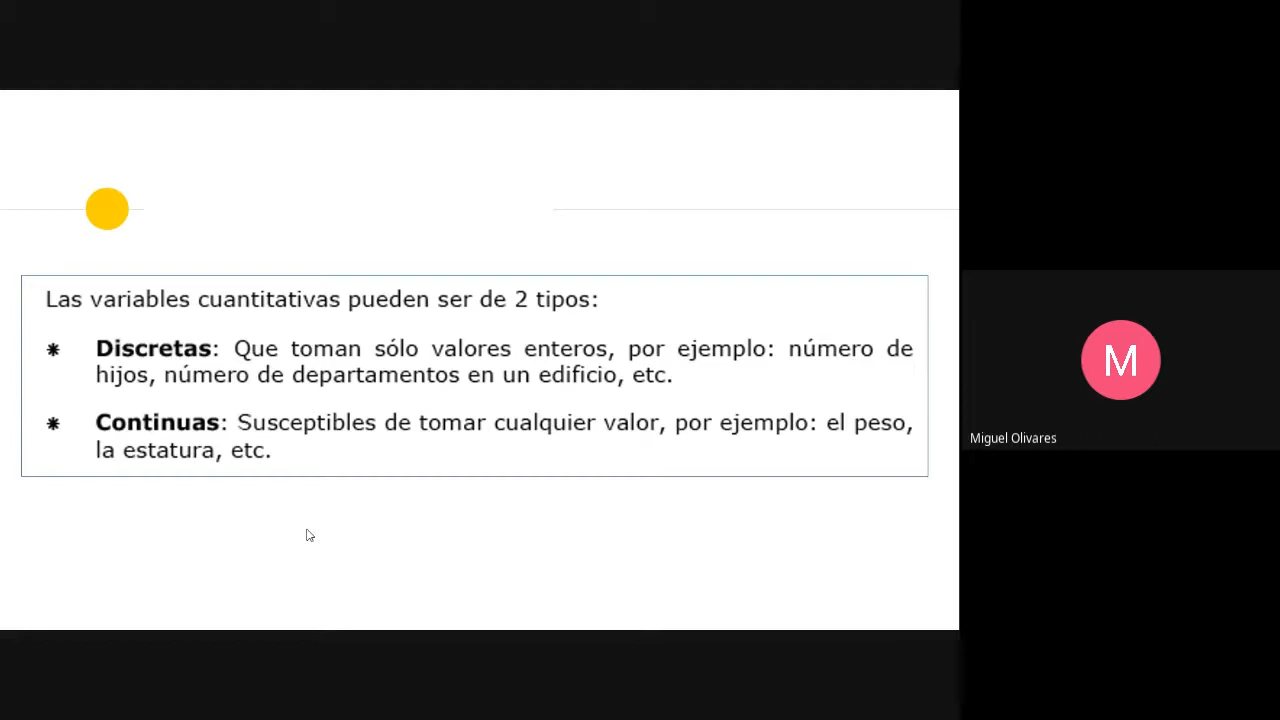 Las variables cuantitativas pueden ser de 2 tipos:
⁕ Discretas: Que toman sólo valores enteros, por ejemplo: número de
hijos, número de departamentos en un edificio, etc.
⁕ Continuas: Susceptibles de tomar cualquier valor, por ejemplo: el peso,
la estatura, etc.
M
Miguel Olivares